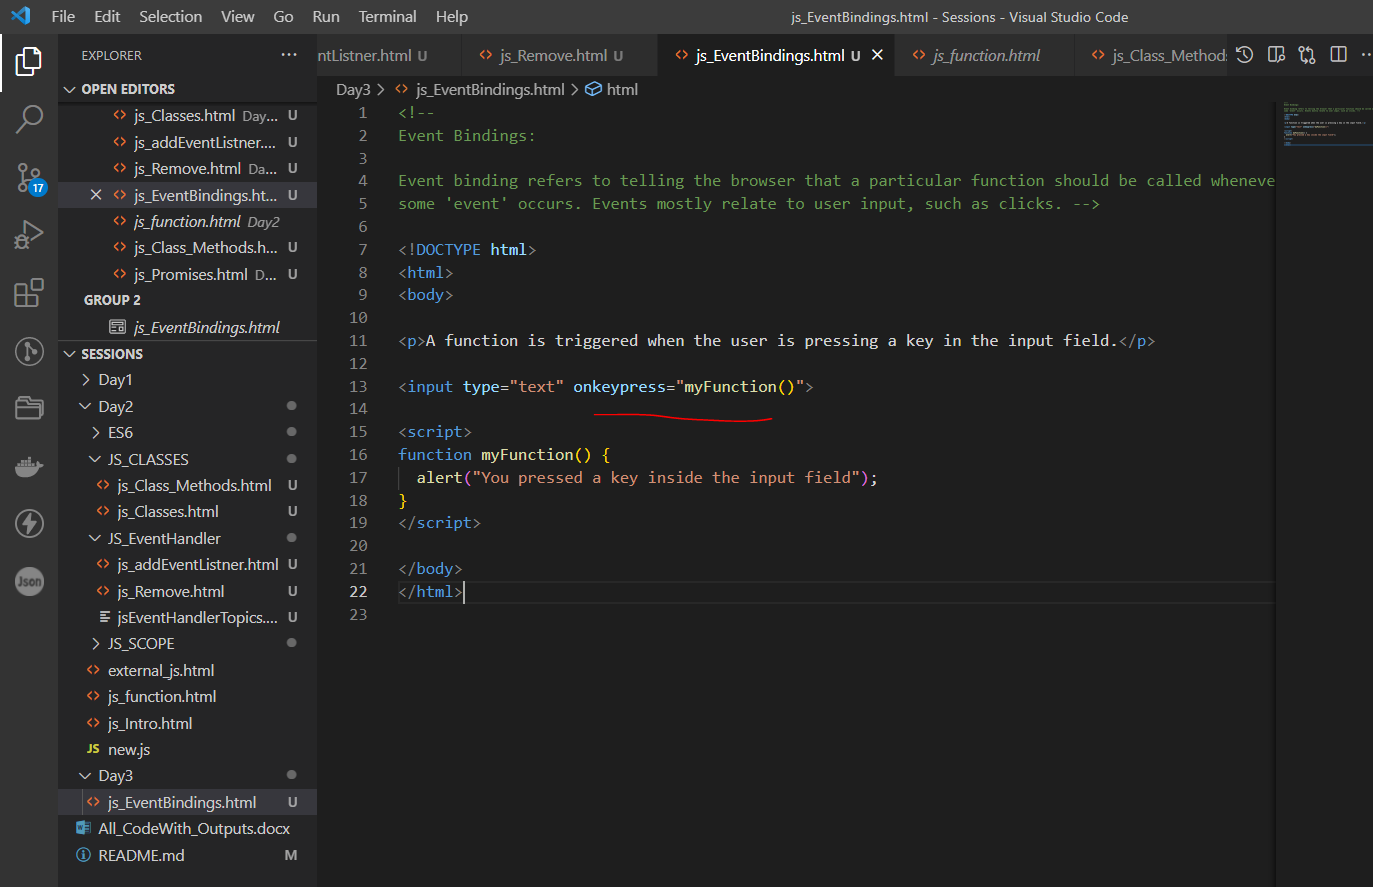 File Edit Selection View Go Run Terminal Help
js_EventBindings.html - Sessions - Visual Studio Code
EXPLORER ···
ntListner.html U
js_Remove.html U
js_EventBindings.html U
js_function.html
js_Class_Method
OPEN EDITORS
js_Classes.html Day... U
js_addEventListner.... U
js_Remove.html Da... U
js_EventBindings.ht... U
js_function.html Day2
js_Class_Methods.h... U
js_Promises.html D... U
GROUP 2
js_EventBindings.html
SESSIONS
Day1
Day2
ES6
JS_CLASSES
js_Class_Methods.html U
js_Classes.html U
JS_EventHandler
js_addEventListner.html U
js_Remove.html U
jsEventHandlerTopics.... U
JS_SCOPE
external_js.html
js_function.html
js_Intro.html
JS new.js
Day3
js_EventBindings.html U
All_CodeWith_Outputs.docx
README.md M
17
Json
Day3 > js_EventBindings.html > html
1 <!--
2 Event Bindings:
3
4 Event binding refers to telling the browser that a particular function should be called wheneve
5 some 'event' occurs. Events mostly relate to user input, such as clicks. -->
6
7 <!DOCTYPE html>
8 <html>
9 <body>
10
11 <p>A function is triggered when the user is pressing a key in the input field.</p>
12
13 <input type="text" onkeypress="myFunction()">
14
15 <script>
16 function myFunction() {
17 alert("You pressed a key inside the input field");
18 }
19 </script>
20
21 </body>
22 </html>
23